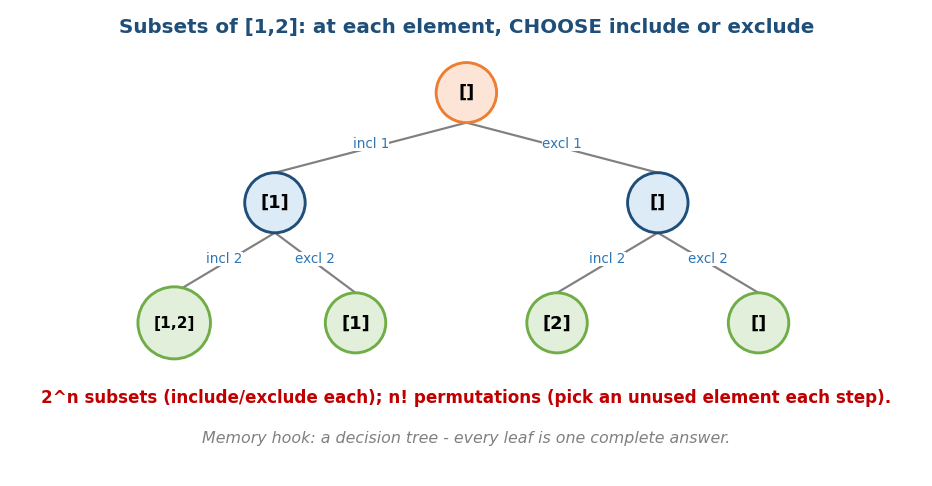 Subsets of [1,2]: at each element, CHOOSE include or exclude
[]
incl 1
excl 1
[1]
[]
incl 2
excl 2
incl 2
excl 2
[1,2]
[1]
[2]
[]
2^n subsets (include/exclude each); n! permutations (pick an unused element each step).
Memory hook: a decision tree - every leaf is one complete answer.